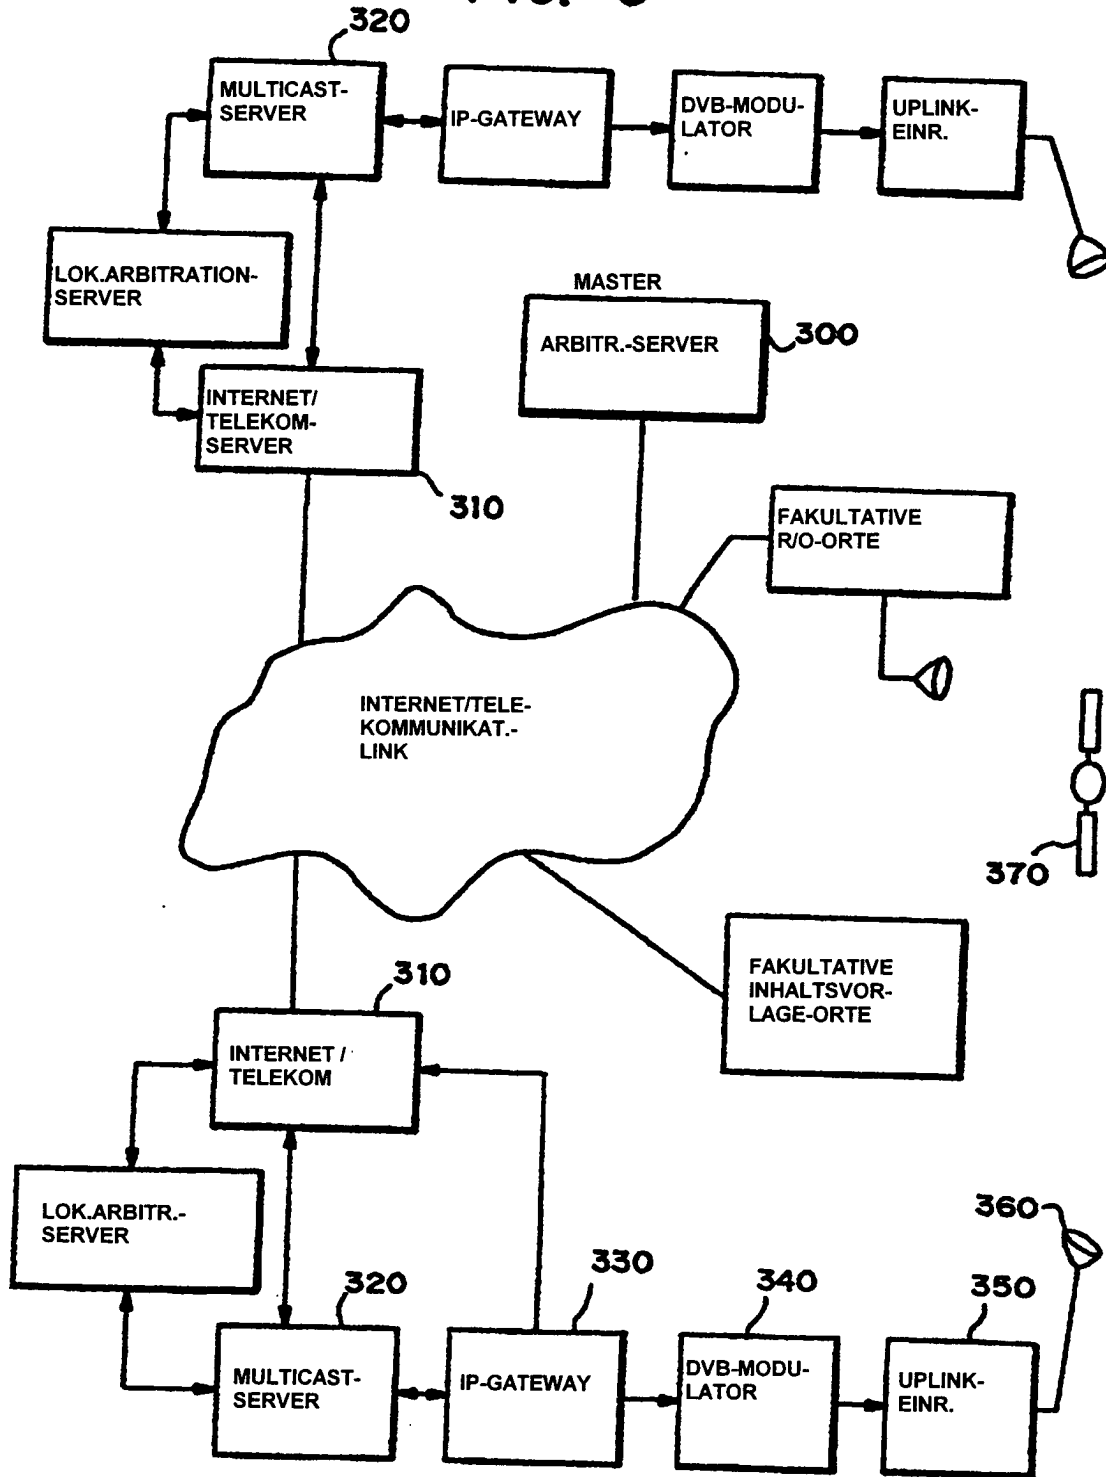 320
MULTICAST-
SERVER
IP-GATEWAY
DVB-MODU-
LATOR
UPLINK-
EINR.
LOK.ARBITRATION-
SERVER
MASTER
ARBITR.-SERVER
300
INTERNET/
TELEKOM-
SERVER
310
FAKULTATIVE
R/O-ORTE
INTERNET/TELE-
KOMMUNIKAT.-
LINK
370
FAKULTATIVE
INHALTSVOR-
LAGE-ORTE
310
INTERNET /
TELEKOM
LOK.ARBITR.-
SERVER
360
320
330
340
350
MULTICAST-
SERVER
IP-GATEWAY
DVB-MODU-
LATOR
UPLINK-
EINR.